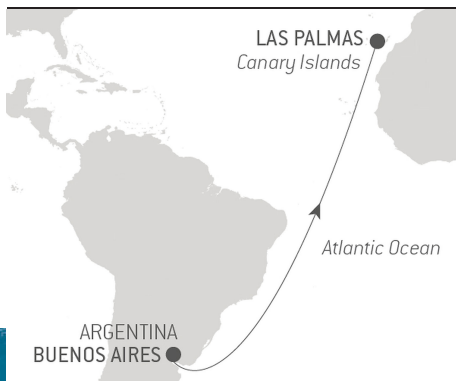 LAS PALMAS
Canary Islands
Atlantic Ocean
ARGENTINA
BUENOS AIRES